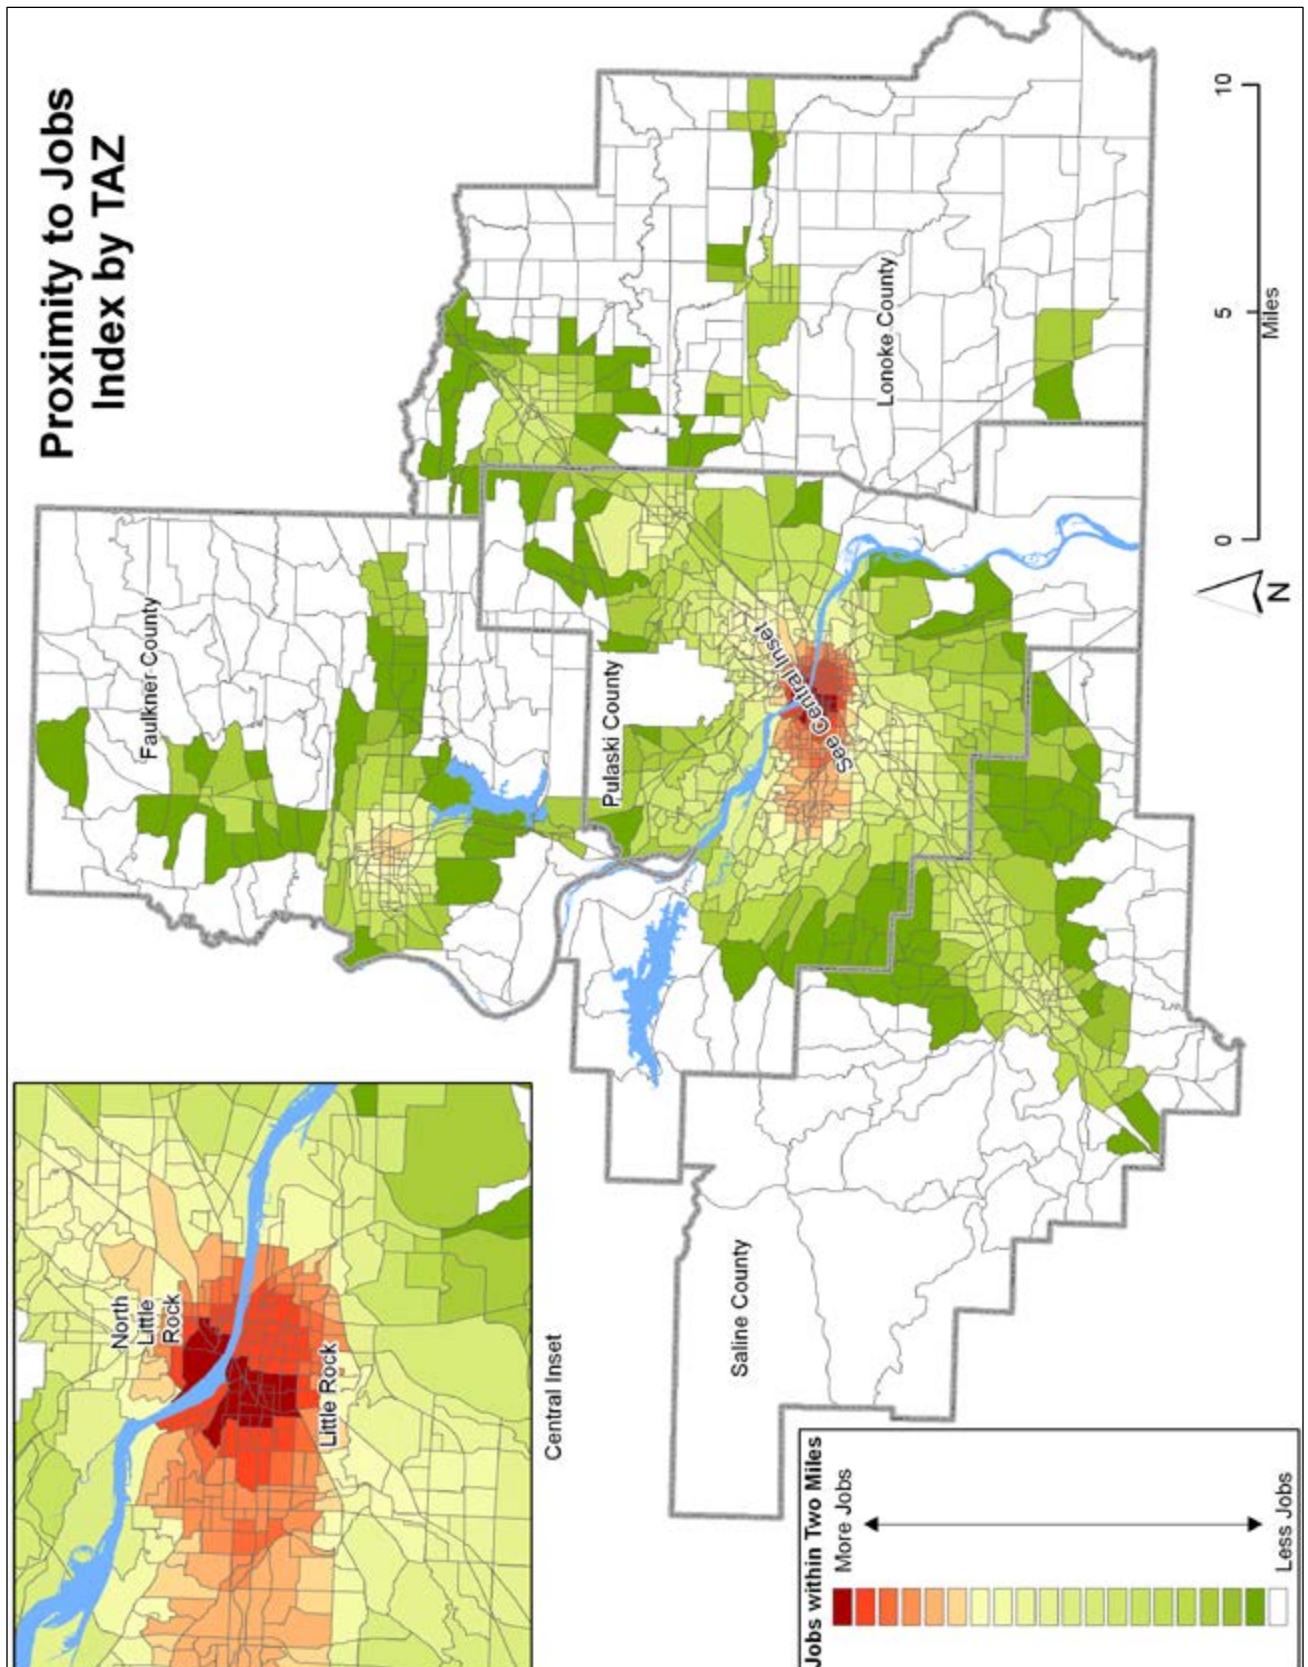 Proximity to Jobs
Index by TAZ
Faulkner County
Pulaski County
Lonoke County
Saline County
See Central Inset
North
Little
Rock
Little Rock
Central Inset
0
5
10
Miles
N
Jobs within Two Miles
More Jobs
Less Jobs